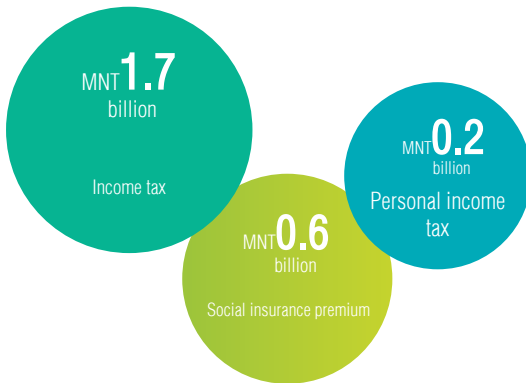 MNT1.7
billion
Income tax
MNT0.2
billion
Personal income
tax
MNT0.6
billion
Social insurance premium